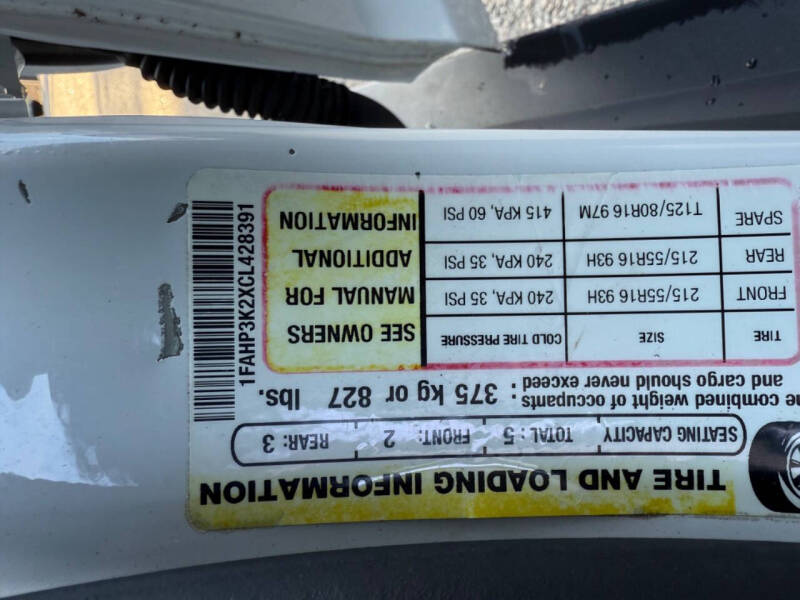 TIRE AND LOADING INFORMATION
SEATING CAPACITY TOTAL : 5 FRONT: 2 REAR: 3
he combined weight of occupants
and cargo should never exceed : 375 kg or 827 lbs.
TIRE SIZE COLD TIRE PRESSURE
FRONT 215/55R16 93H 240 KPA, 35 PSI
REAR 215/55R16 93H 240 KPA, 35 PSI
SPARE T125/80R16 97M 415 KPA, 60 PSI
SEE OWNERS
MANUAL FOR
ADDITIONAL
INFORMATION
1FAHP3K2XCL428391